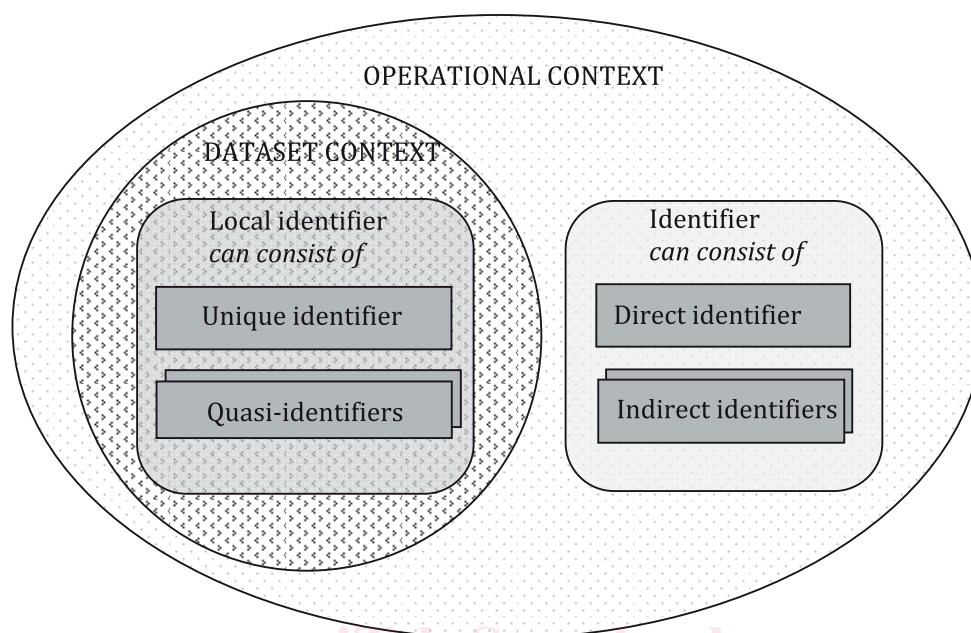 OPERATIONAL CONTEXT
DATASET CONTEXT
Local identifier
can consist of
Unique identifier
Quasi-identifiers
Identifier
can consist of
Direct identifier
Indirect identifiers